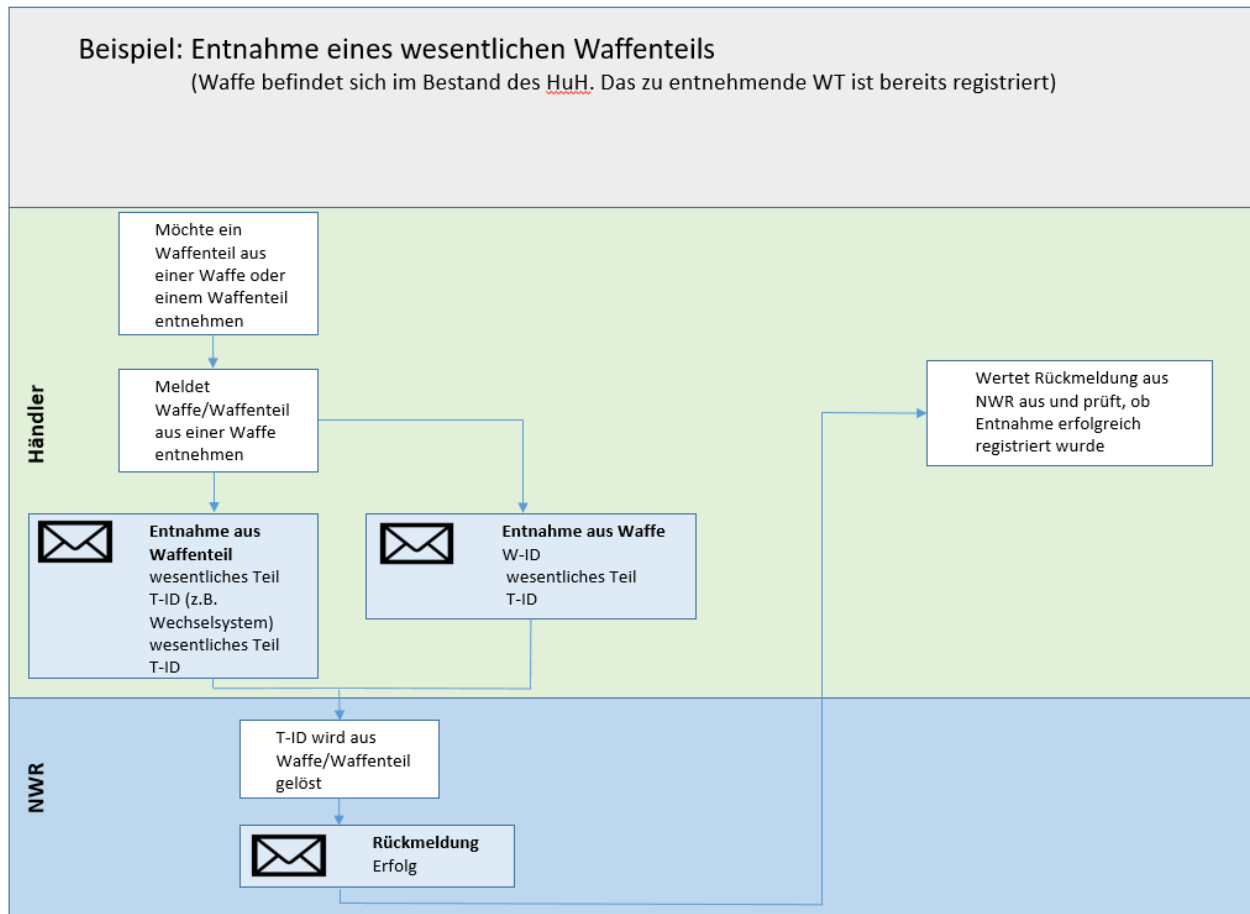 Beispiel: Entnahme eines wesentlichen Waffenteils
(Waffe befindet sich im Bestand des HuH. Das zu entnehmende WT ist bereits registriert)
Händler
Möchte ein
Waffenteil aus
einer Waffe oder
einem Waffenteil
entnehmen
Meldet
Waffe/Waffenteil
aus einer Waffe
entnehmen
Entnahme aus
Waffenteil
wesentliches Teil
T-ID (z.B.
Wechselsystem)
wesentliches Teil
T-ID
Entnahme aus Waffe
W-ID
wesentliches Teil
T-ID
Wertet Rückmeldung aus
NWR aus und prüft, ob
Entnahme erfolgreich
registriert wurde
NWR
T-ID wird aus
Waffe/Waffenteil
gelöst
Rückmeldung
Erfolg